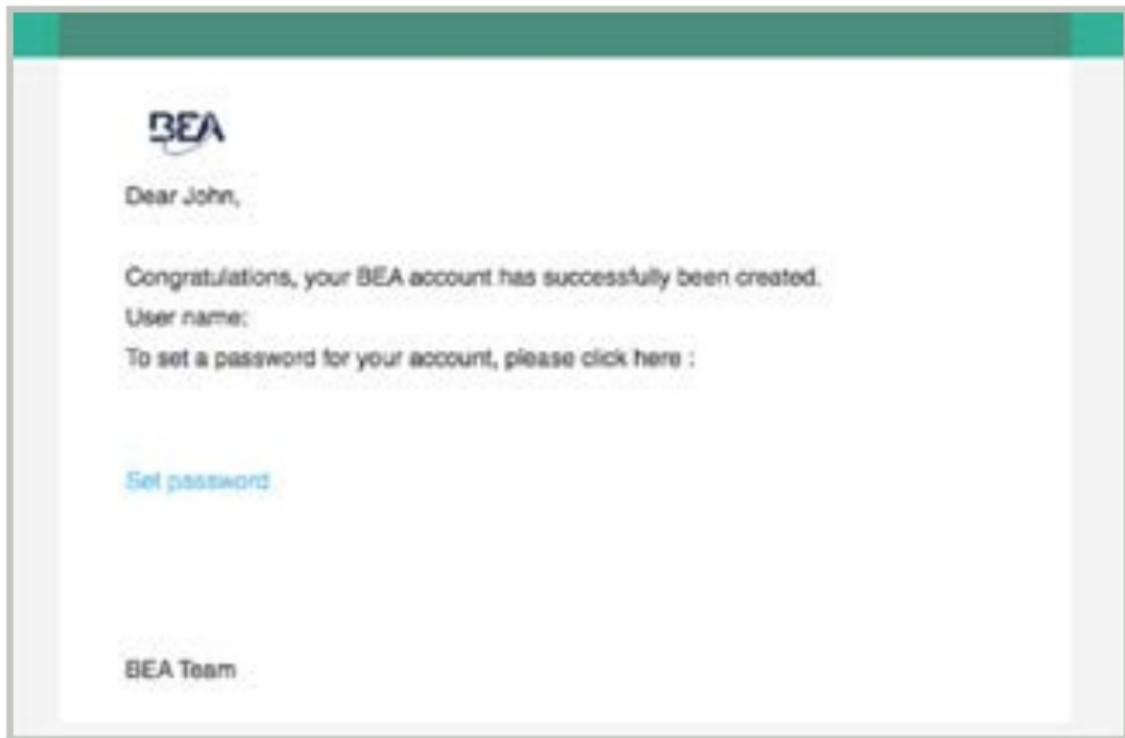 BEA
Dear John,
Congratulations, your BEA account has successfully been created.
User name:
To set a password for your account, please click here :
Set password
BEA Team